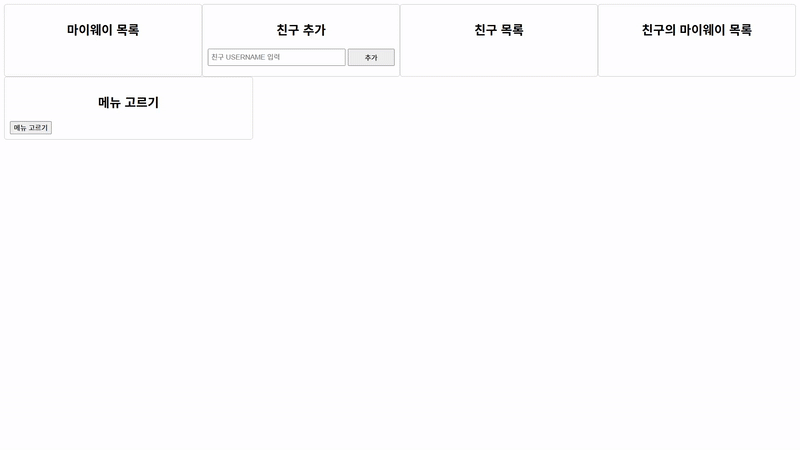 마이웨이 목록
친구 추가
친구 USERNAME 입력
추가
친구 목록
친구의 마이웨이 목록
메뉴 고르기
메뉴 고르기